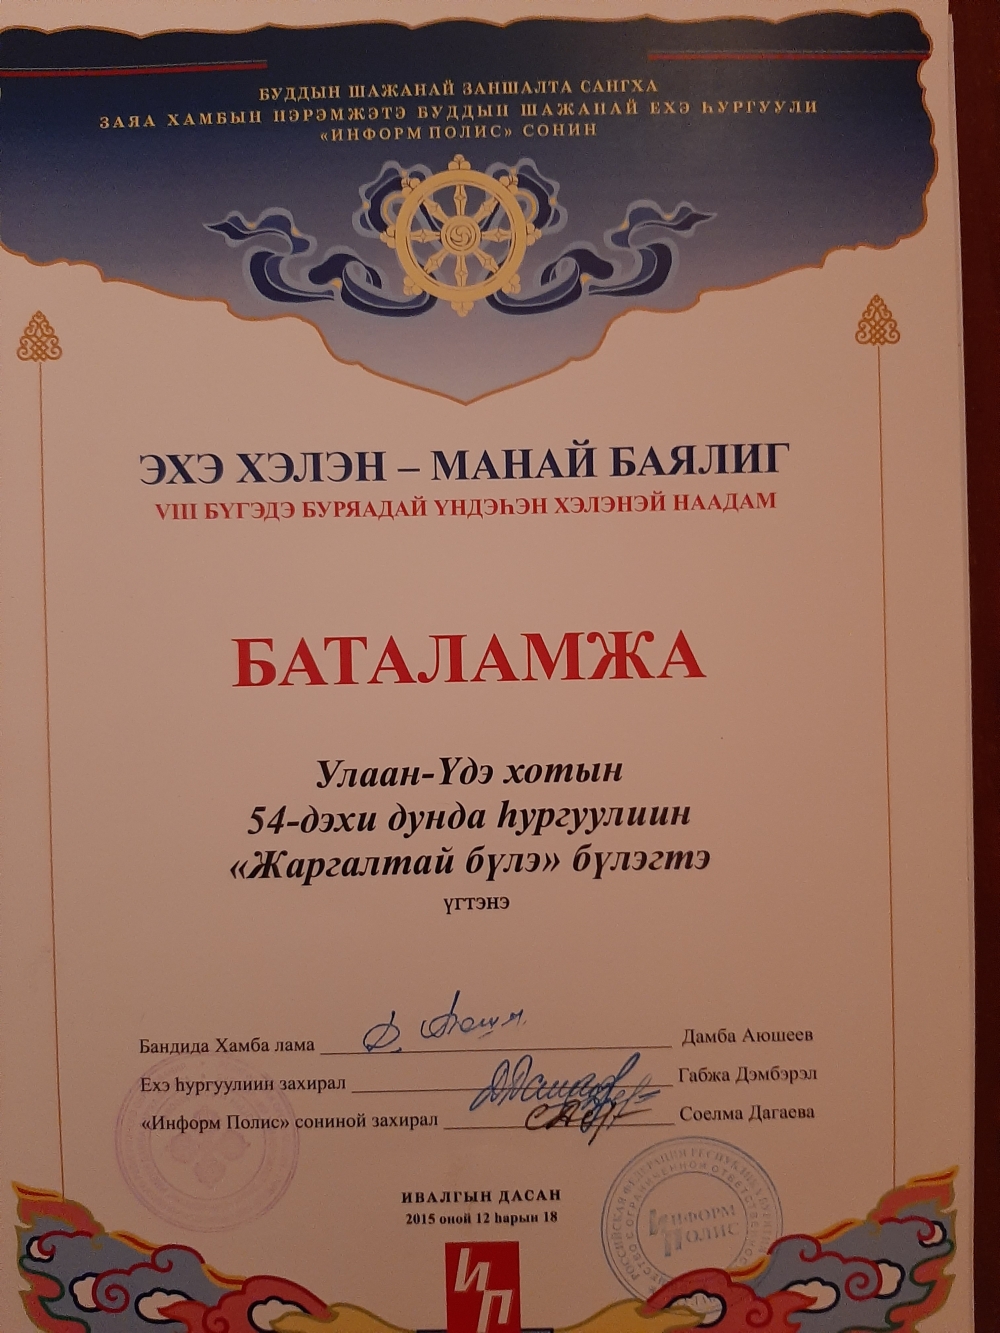 БУДДЫН ШАЖАНАЙ ЗАНШАЛТА САНГХА
ЗАЯА ХАМБЫН НЭРЭМЖЭТЭ БУДДЫН ШАЖАНАЙ ЕХЭ ҺУРГУУЛИ
«ИНФОРМ ПОЛИС» СОНИН
ЭХЭ ХЭЛЭН – МАНАЙ БАЯЛИГ
VIII БҮГЭДЭ БУРЯАДАЙ ҮНДЭҺЭН ХЭЛЭНЭЙ НААДАМ
БАТАЛАМЖА
Улаан-Үдэ хотын
54-дэхи дунда һургуулиин
«Жаргалтай бүлэ» бүлэгтэ
үгтэнэ
Бандида Хамба лама Дамба Аюшеев
Ехэ һургуулиин захирал Габжа Дэмбэрэл
«Информ Полис» сониной захирал Соелма Дагаева
ИВАЛГЫН ДАСАН
2015 оной 12 һарын 18
ИНФОРМ
ПОЛИС
ИП